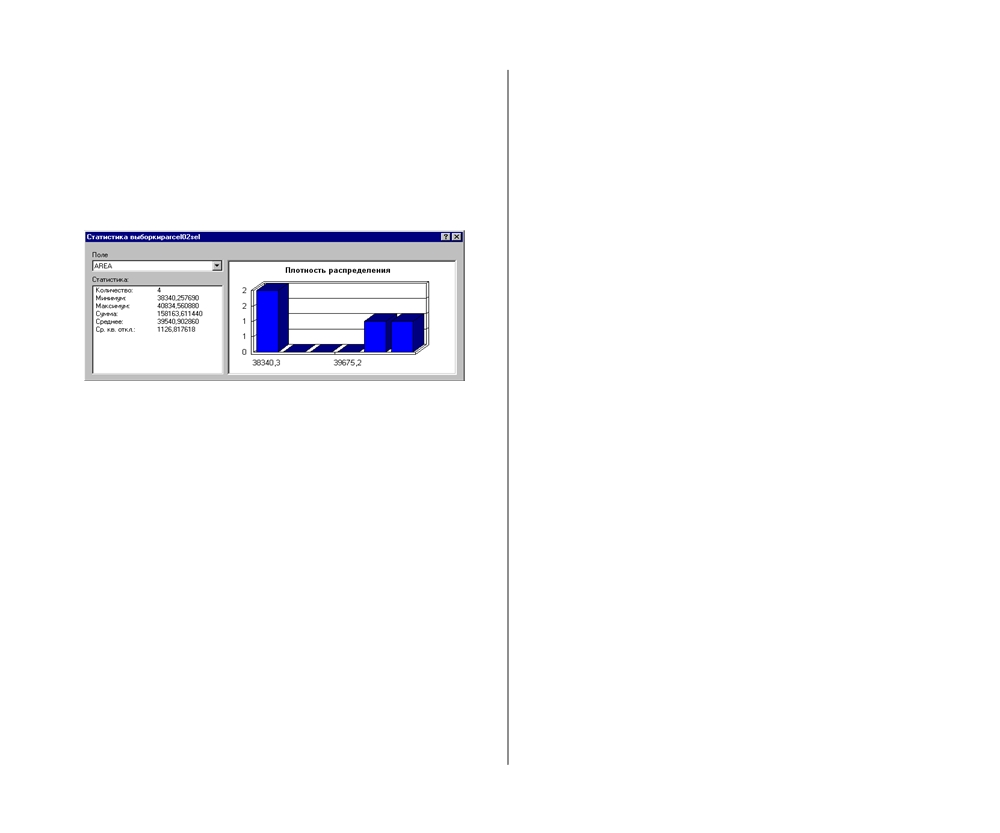 Статистика выборкиparcel02sel
Поле
AREA
Статистика:
Количество: 4
Минимум: 38340,257690
Максимум: 40834,560880
Сумма: 158163,611440
Среднее: 39540,902860
Ср. кв. откл.: 1126,817618
Плотность распределения
2
2
1
1
0
38340,3 39675,2